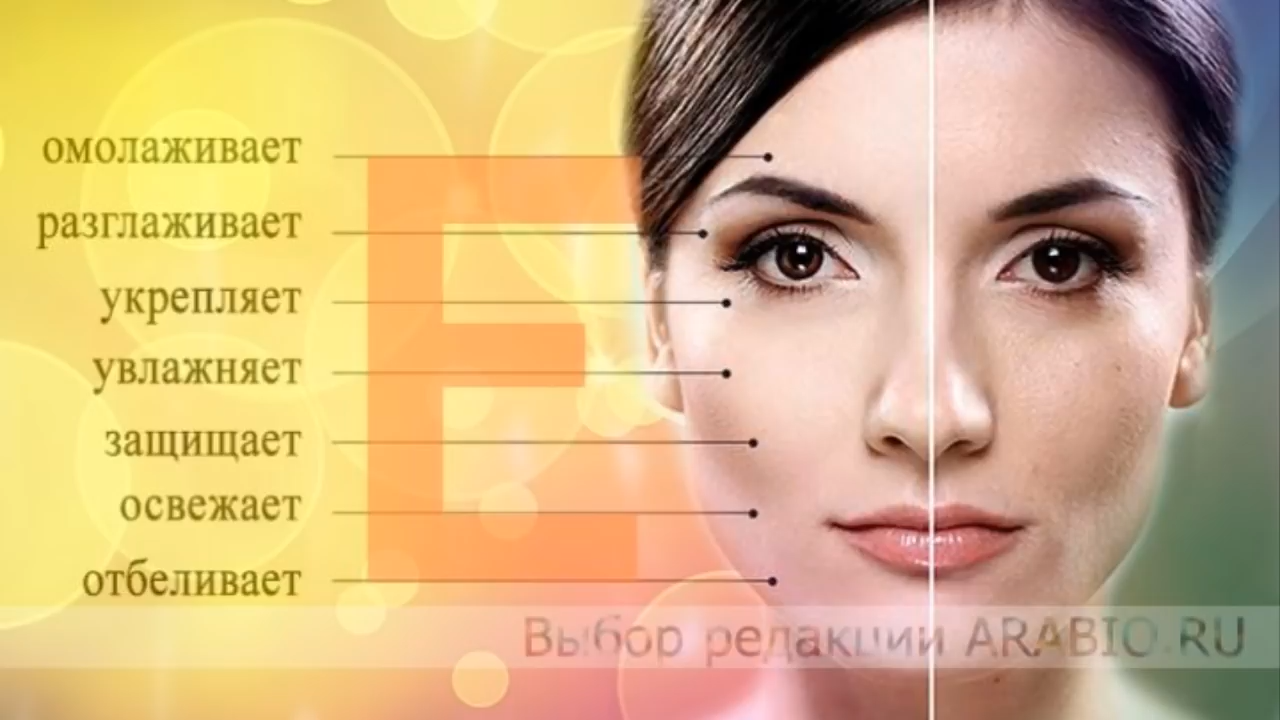 омолаживает
разглаживает
укрепляет
увлажняет
защищает
освежает
отбеливает
E
Выбор редакции ARABIO.RU